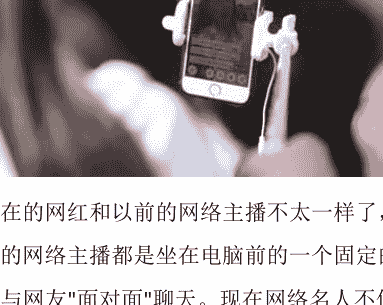 在的网红和以前的网络主播不太一样了，
的网络主播都是坐在电脑前的一个固定
与网友"面对面"聊天。现在网络名人不